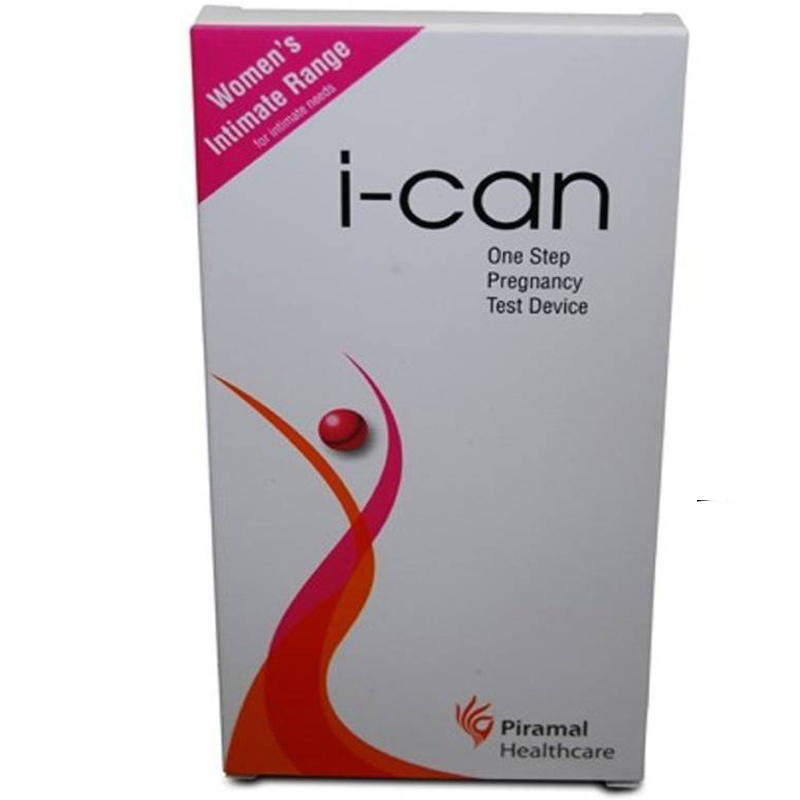 Women's
Intimate Range
for intimate needs
i-can
One Step
Pregnancy
Test Device
Piramal
Healthcare